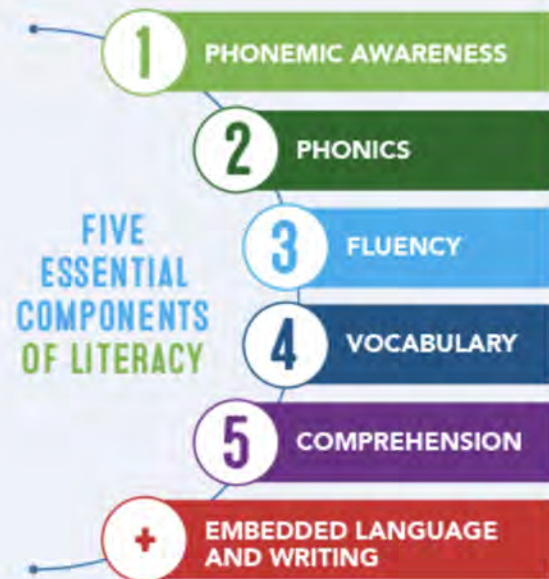 1 PHONEMIC AWARENESS
2 PHONICS
3 FLUENCY
4 VOCABULARY
5 COMPREHENSION
+ EMBEDDED LANGUAGE
AND WRITING
FIVE
ESSENTIAL
COMPONENTS
OF LITERACY